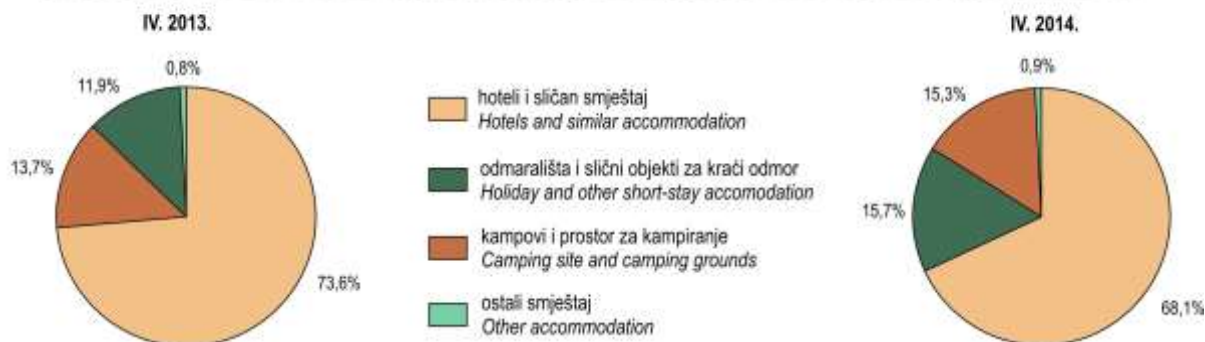 IV. 2013.
0,8%
11,9%
13,7%
73,6%
hoteli i sličan smještaj
Hotels and similar accommodation
odmarališta i slični objekti za kraći odmor
Holiday and other short-stay accomodation
kampovi i prostor za kampiranje
Camping site and camping grounds
ostali smještaj
Other accommodation
IV. 2014.
0,9%
15,3%
15,7%
68,1%